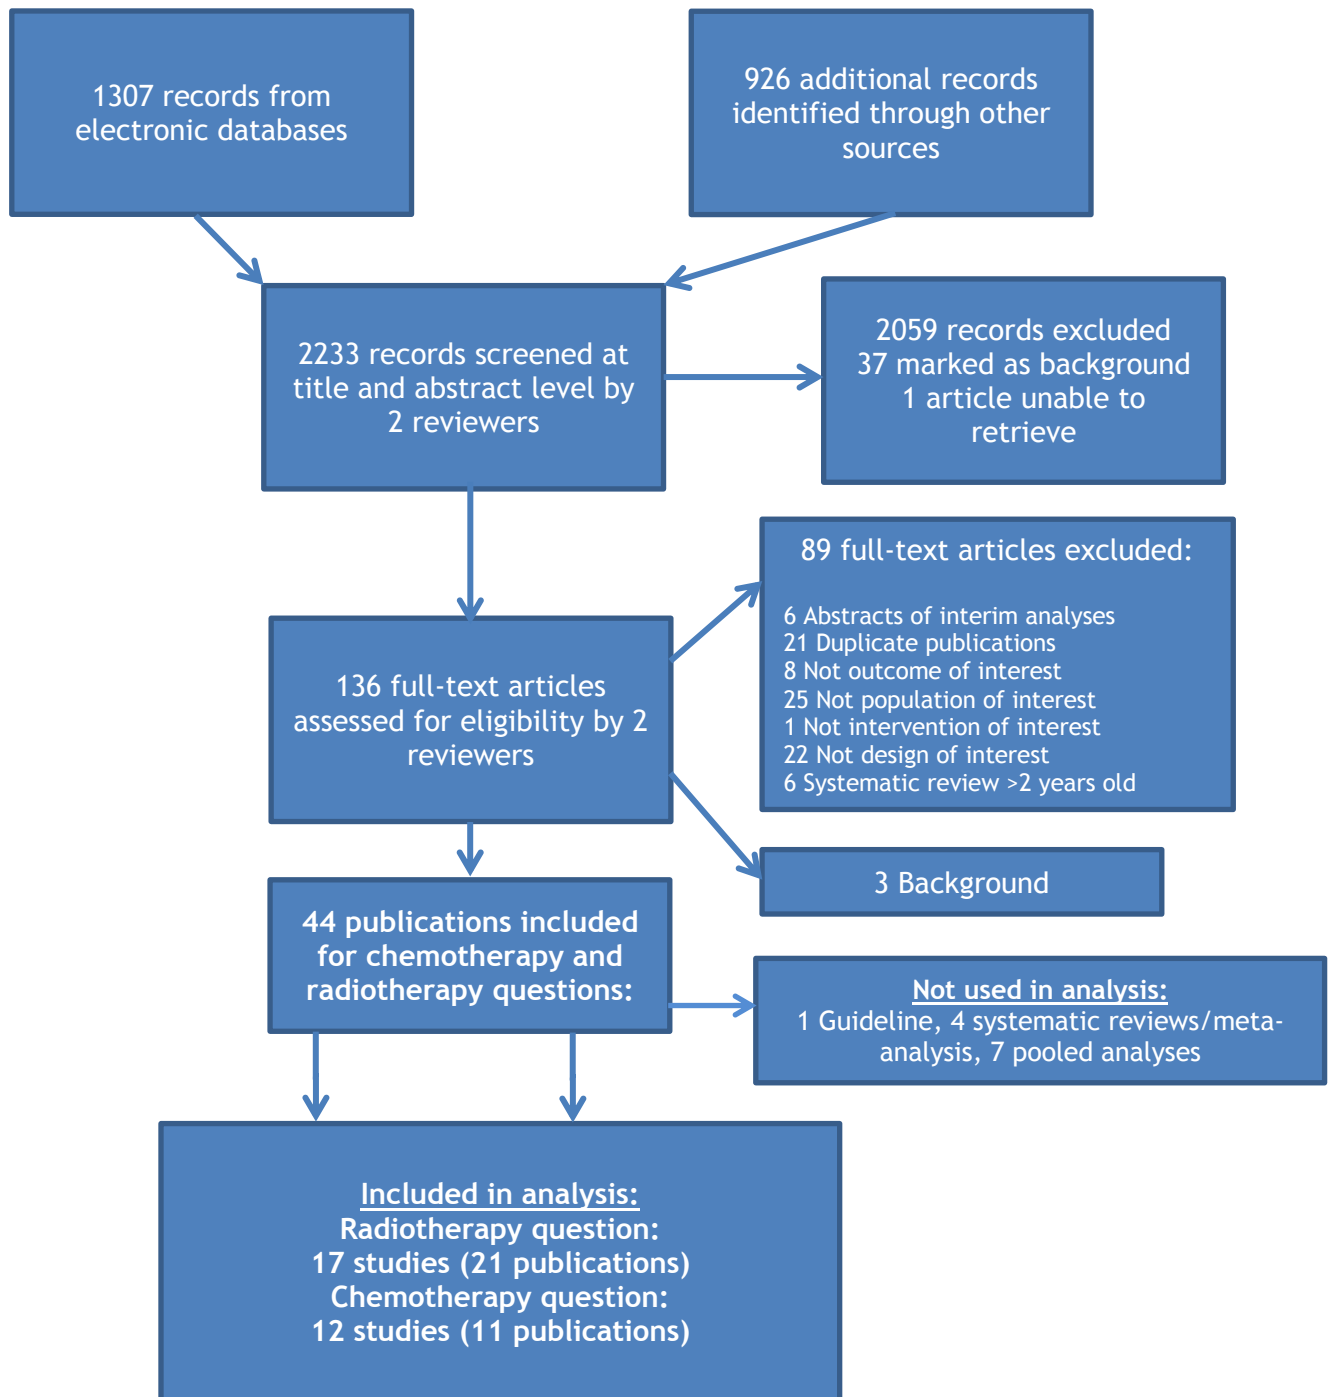 1307 records from
electronic databases
926 additional records
identified through other
sources
2233 records screened at
title and abstract level by
2 reviewers
2059 records excluded
37 marked as background
1 article unable to
retrieve
136 full-text articles
assessed for eligibility by 2
reviewers
89 full-text articles excluded:
6 Abstracts of interim analyses
21 Duplicate publications
8 Not outcome of interest
25 Not population of interest
1 Not intervention of interest
22 Not design of interest
6 Systematic review >2 years old
3 Background
44 publications included
for chemotherapy and
radiotherapy questions:
Not used in analysis:
1 Guideline, 4 systematic reviews/meta-
analysis, 7 pooled analyses
Included in analysis:
Radiotherapy question:
17 studies (21 publications)
Chemotherapy question:
12 studies (11 publications)